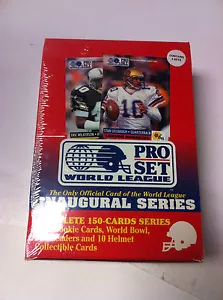 PRO SET
WORLD LEAGUE
The Only Official Card of the World League
INAUGURAL SERIES
COMPLETE 150-CARDS SERIES
Rookie Cards, World Bowl,
Leaders and 10 Helmet
Collectible Cards